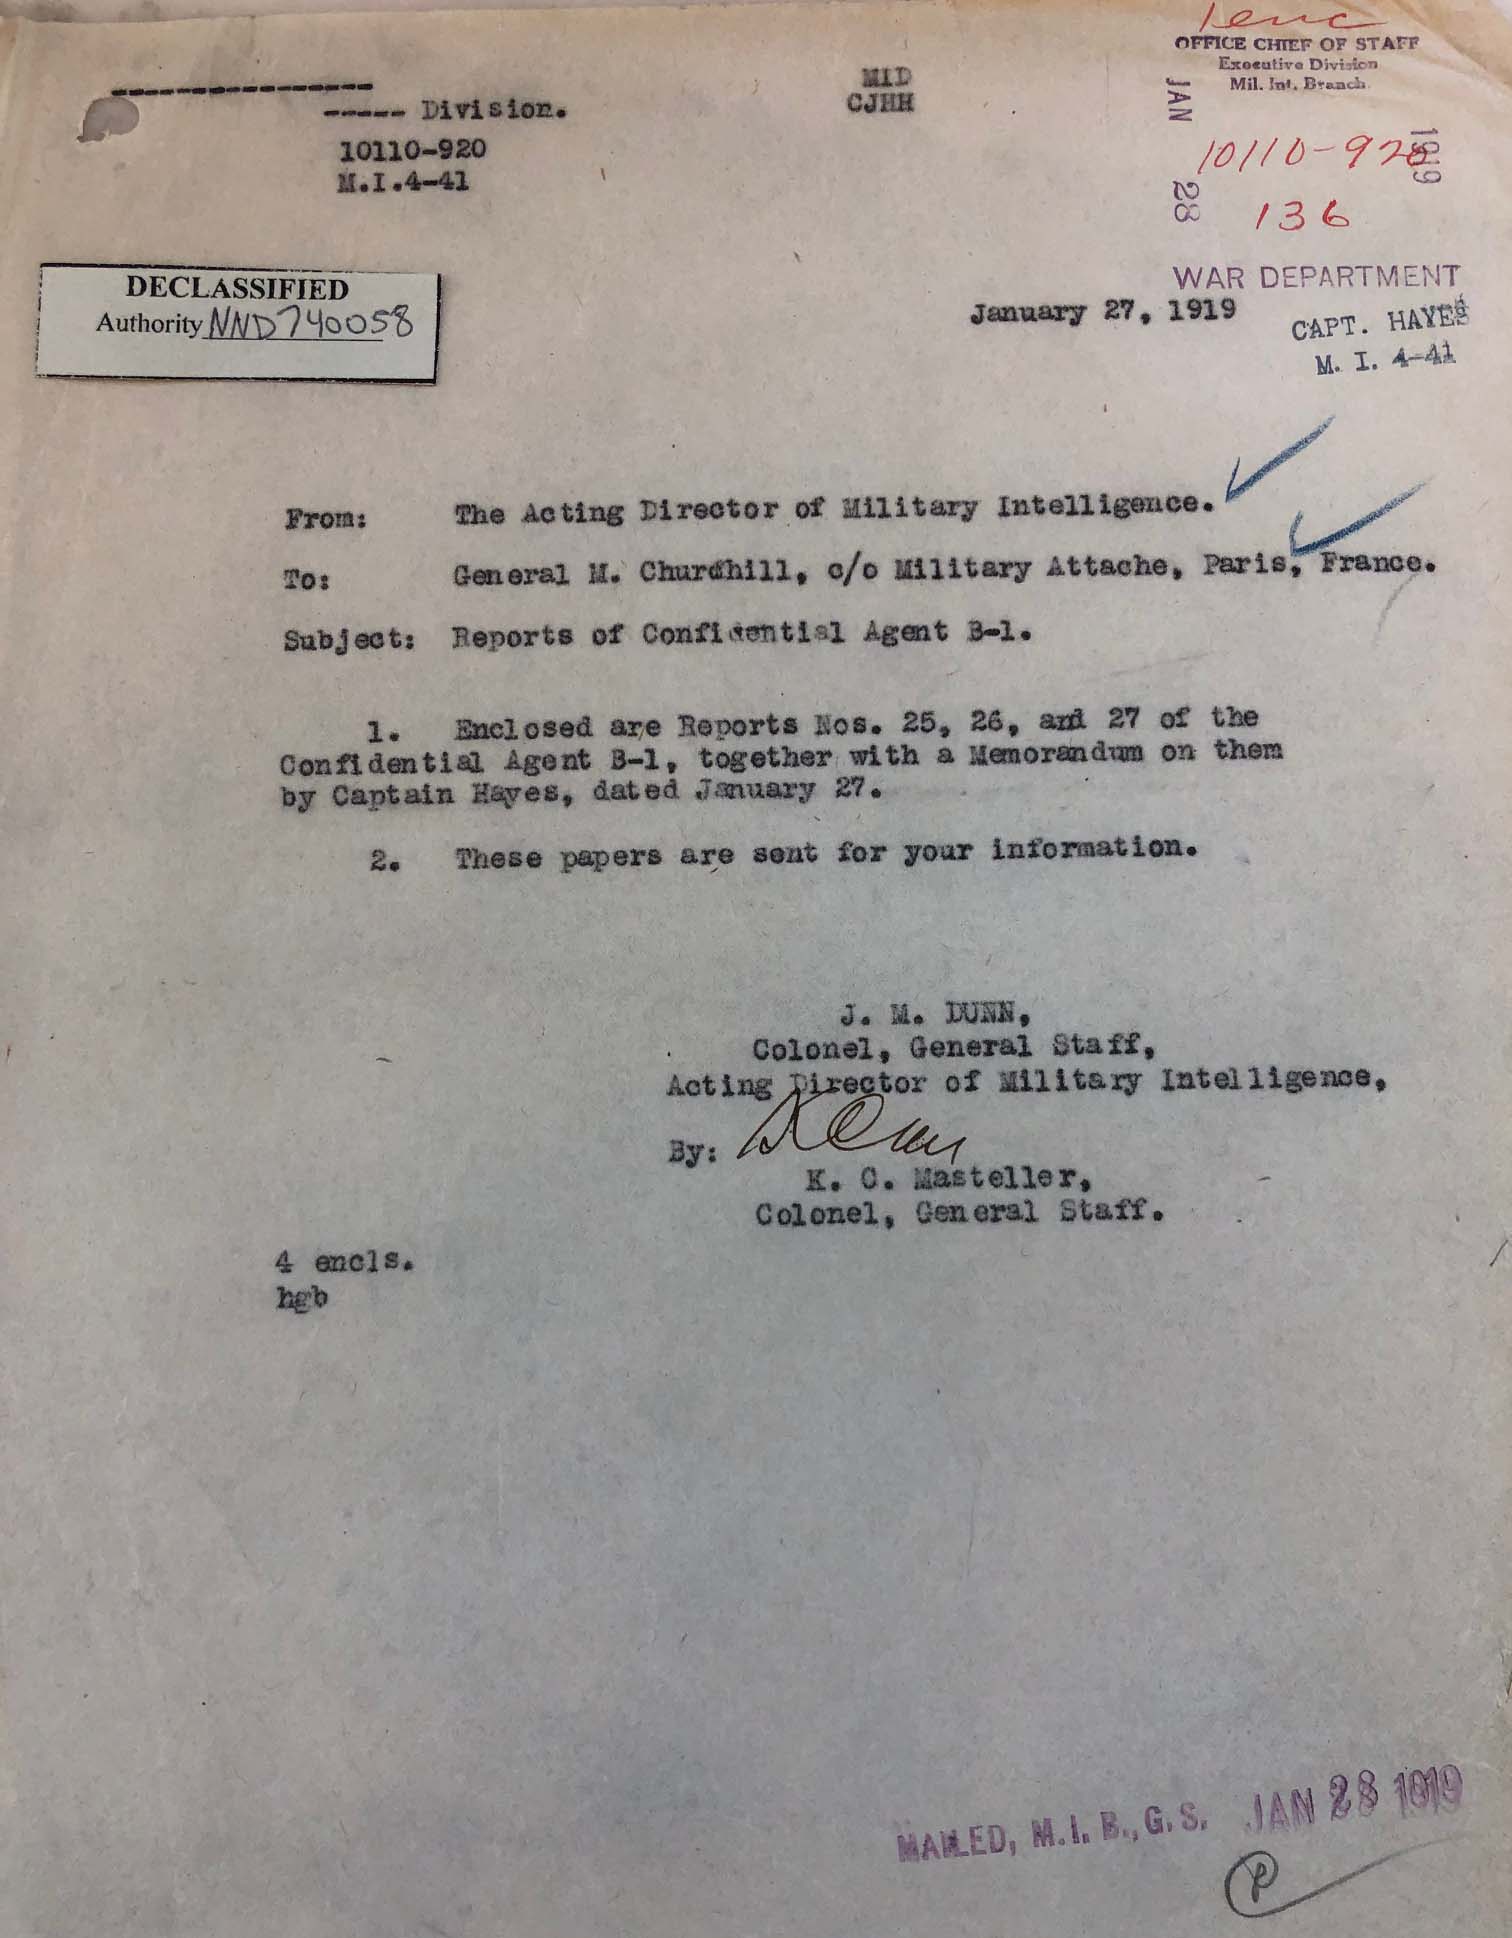 1 enc
OFFICE CHIEF OF STAFF
Executive Division
Mil. Int. Branch
JAN 28 1919
10110-920
136
WAR DEPARTMENT
CAPT. HAYES
M. I. 4-41
MID
CJHH
---------------
----- Division.
10110-920
M.I.4-41
DECLASSIFIED
Authority NND740058
January 27, 1919
From: The Acting Director of Military Intelligence.
To: General M. Churchill, c/o Military Attache, Paris, France.
Subject: Reports of Confidential Agent B-1.
1. Enclosed are Reports Nos. 25, 26, and 27 of the
Confidential Agent B-1, together with a Memorandum on them
by Captain Hayes, dated January 27.
2. These papers are sent for your information.
J. M. DUNN,
Colonel, General Staff,
Acting Director of Military Intelligence,
By:
K. C. Masteller,
Colonel, General Staff.
4 encls.
hgb
MAILED, M.I.B., G.S. JAN 28 1919
P